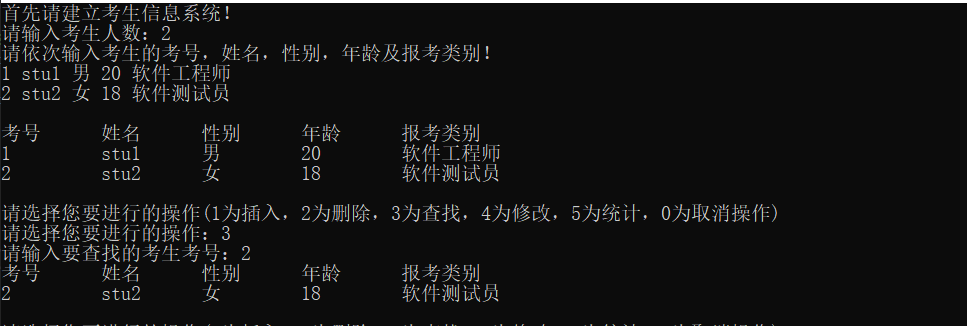 首先请建立考生信息系统!
请输入考生人数: 2
请依次输入考生的考号, 姓名, 性别, 年龄及报考类别!
1 stu1 男 20 软件工程师
2 stu2 女 18 软件测试员
考号 姓名 性别 年龄 报考类别
1 stu1 男 20 软件工程师
2 stu2 女 18 软件测试员
请选择您要进行的操作(1为插入, 2为删除, 3为查找, 4为修改, 5为统计, 0为取消操作)
请选择您要进行的操作: 3
请输入要查找的考生考号: 2
考号 姓名 性别 年龄 报考类别
2 stu2 女 18 软件测试员